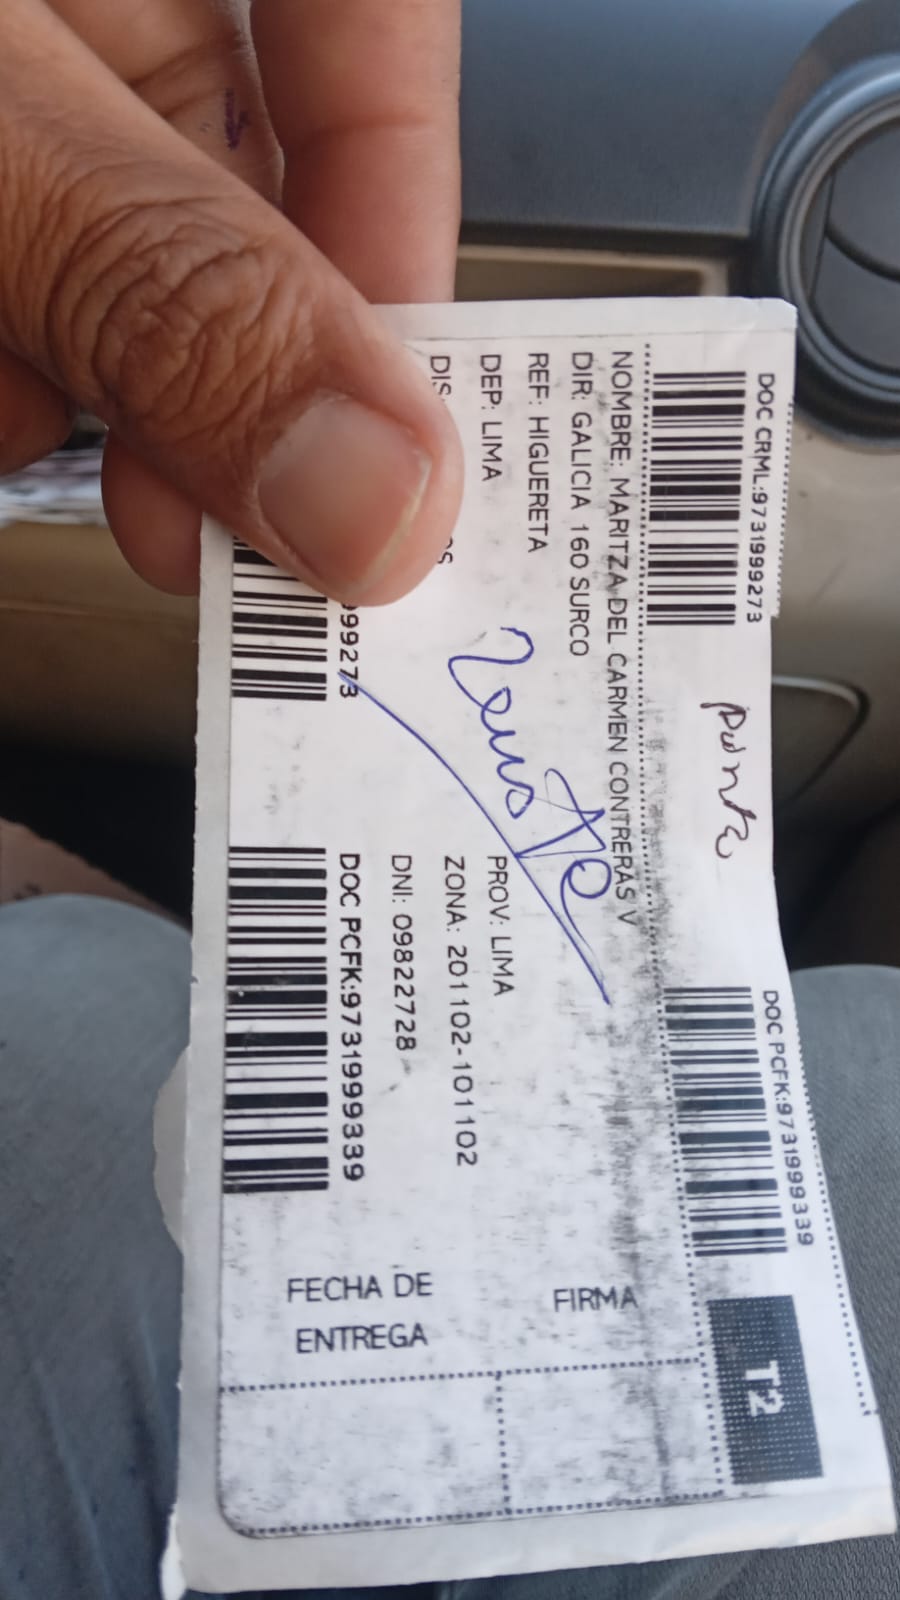 DOC CRML:9731999273
DOC PCFK:9731999339
T2
NOMBRE: MARITZA DEL CARMEN CONTRERAS V
DIR: GALICIA 160 SURCO
REF: HIGUERETA
DEP: LIMA
PROV: LIMA
ZONA: 201102-101102
DNI: 09822728
999273
DOC PCFK:9731999339
FIRMA
FECHA DE
ENTREGA